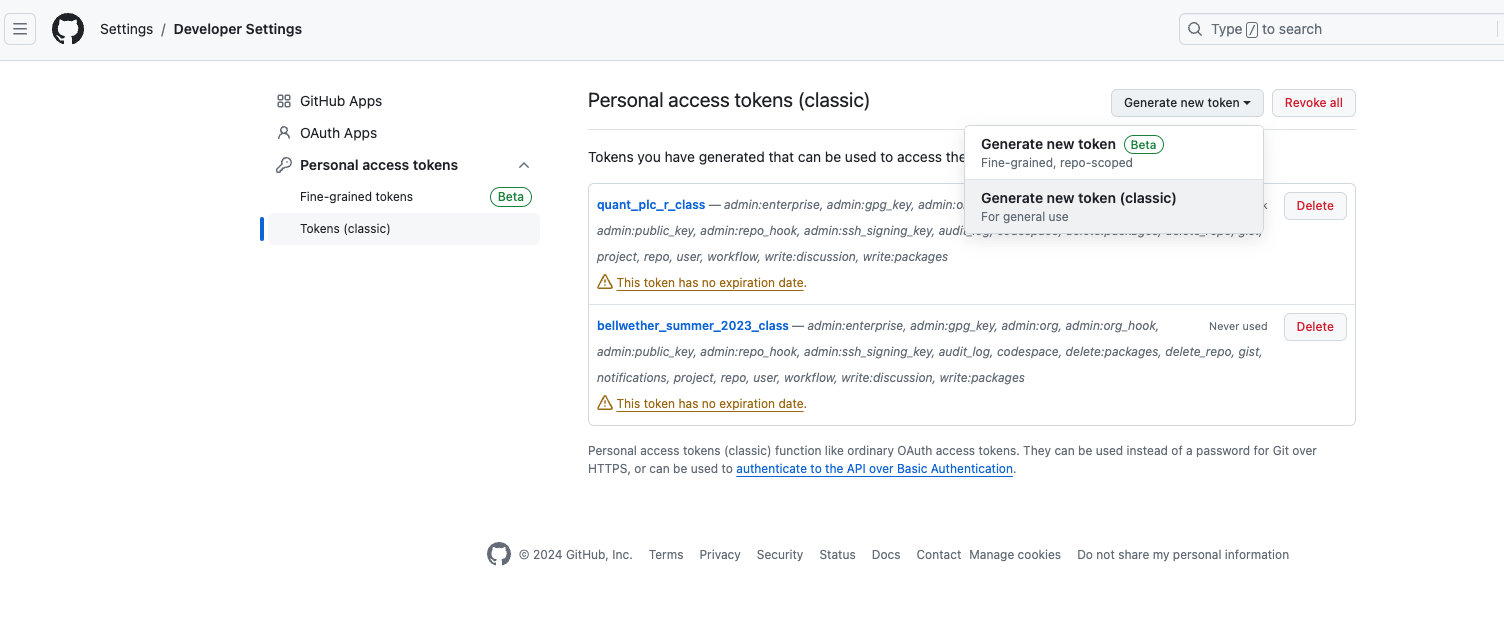 Settings / Developer Settings
Type / to search
GitHub Apps
OAuth Apps
Personal access tokens
Fine-grained tokens Beta
Tokens (classic)
Personal access tokens (classic)
Generate new token
Revoke all
Generate new token Beta
Fine-grained, repo-scoped
Generate new token (classic)
For general use
Tokens you have generated that can be used to access the
quant_plc_r_class — admin:enterprise, admin:gpg_key,
Delete
admin:public_key, admin:repo_hook, admin:ssh_signing_key, audit_log, codespace, delete:packages, delete_repo, gist,
project, repo, user, workflow, write:discussion, write:packages
This token has no expiration date.
bellwether_summer_2023_class — admin:enterprise, admin:gpg_key, admin:org, admin:org_hook,
Never used
Delete
admin:public_key, admin:repo_hook, admin:ssh_signing_key, audit_log, codespace, delete:packages, delete_repo, gist,
notifications, project, repo, user, workflow, write:discussion, write:packages
This token has no expiration date.
Personal access tokens (classic) function like ordinary OAuth access tokens. They can be used instead of a password for Git over
HTTPS, or can be used to authenticate to the API over Basic Authentication.
© 2024 GitHub, Inc. Terms Privacy Security Status Docs Contact Manage cookies Do not share my personal information